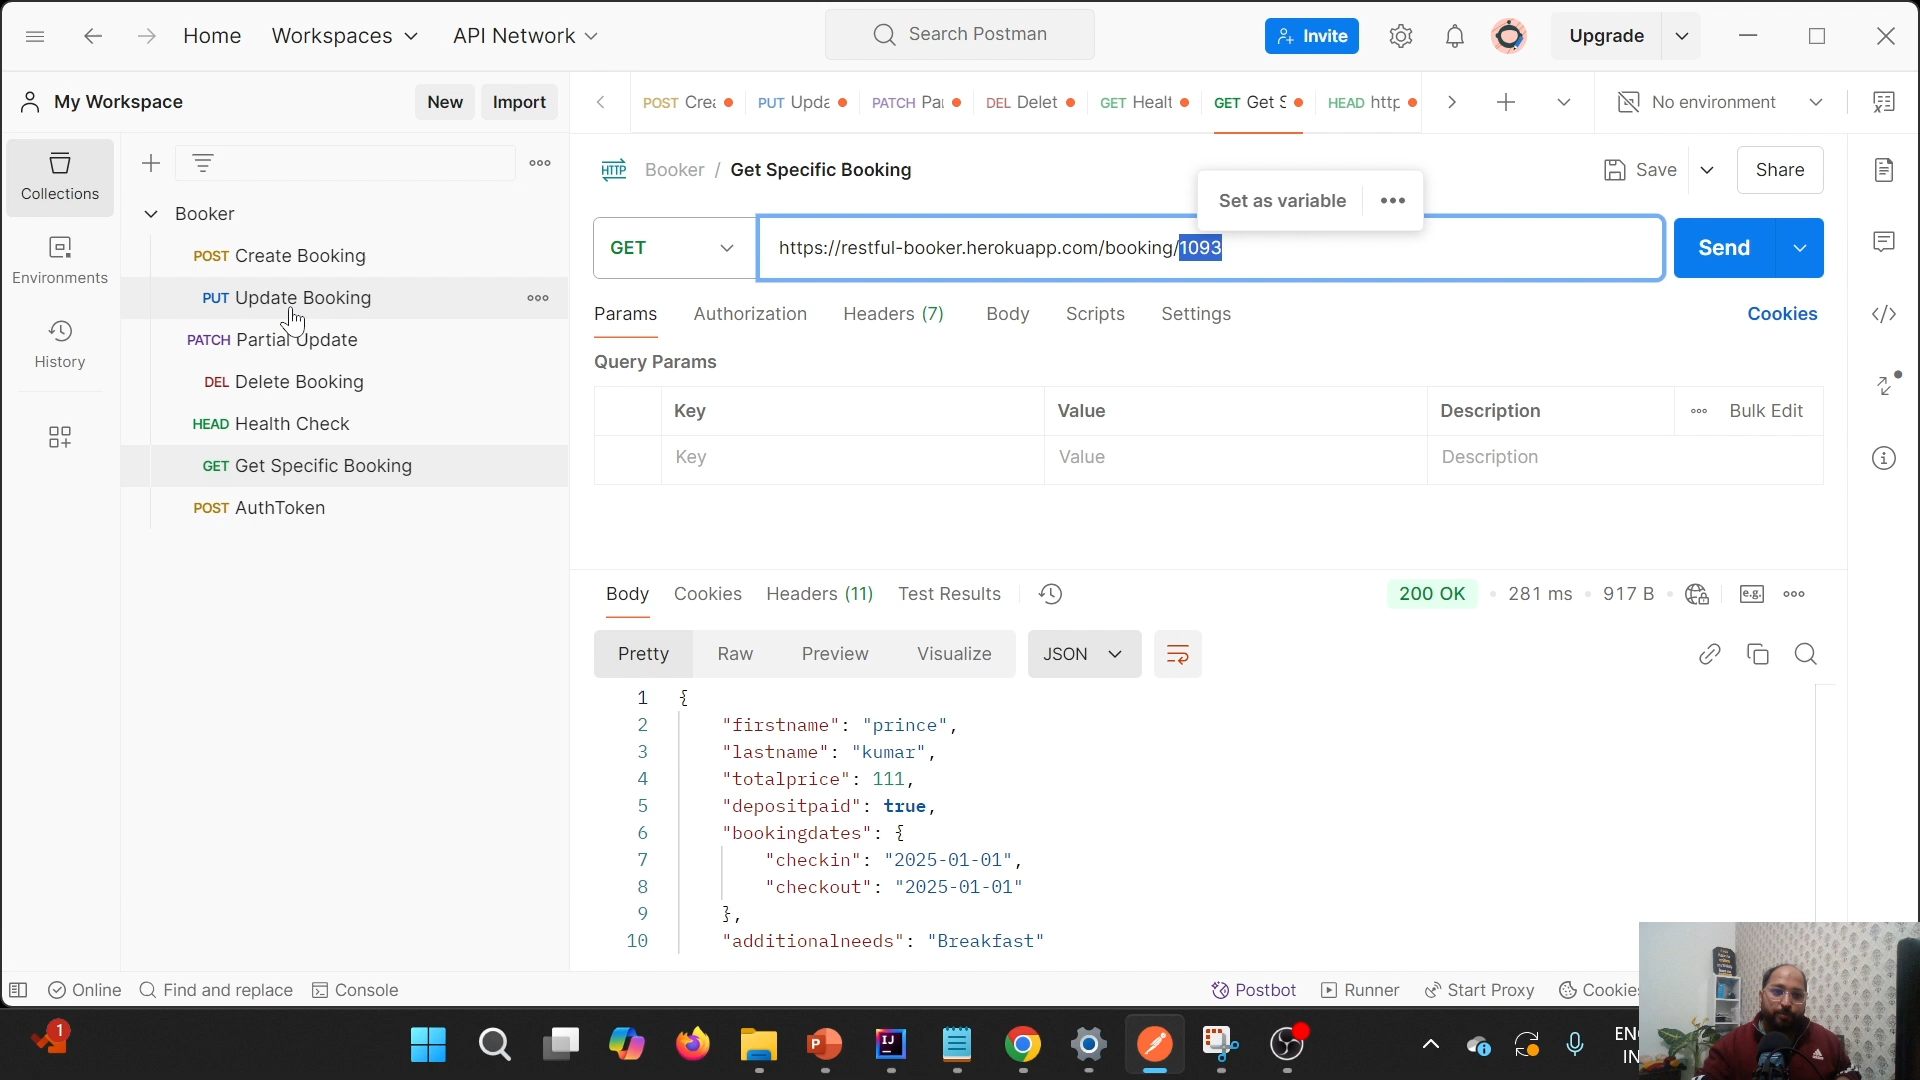 Home
Workspaces
API Network
Search Postman
Invite
Upgrade
My Workspace
New
Import
POST Crea
PUT Upda
PATCH Pai
DEL Delet
GET Healt
GET Get S
HEAD http
No environment
Collections
Environments
History
Booker
POST Create Booking
PUT Update Booking
PATCH Partial Update
DEL Delete Booking
HEAD Health Check
GET Get Specific Booking
POST AuthToken
HTTP Booker / Get Specific Booking
Save
Share
Set as variable
GET
https://restful-booker.herokuapp.com/booking/1093
Send
Params Authorization Headers (7) Body Scripts Settings
Cookies
Query Params
Key Value Description Bulk Edit
Key Value Description
Body Cookies Headers (11) Test Results
200 OK 281 ms 917 B e.g.
Pretty Raw Preview Visualize JSON
1 {
2 "firstname": "prince",
3 "lastname": "kumar",
4 "totalprice": 111,
5 "depositpaid": true,
6 "bookingdates": {
7 "checkin": "2025-01-01",
8 "checkout": "2025-01-01"
9 },
10 "additionalneeds": "Breakfast"
Online Find and replace Console
Postbot Runner Start Proxy Cookies
1
P
IJ
ENG
IN